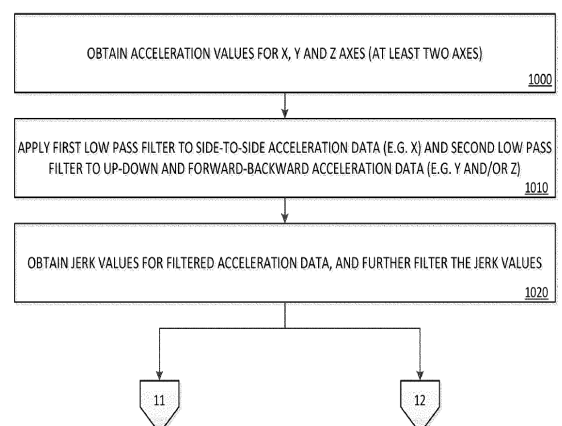 OBTAIN ACCELERATION VALUES FOR X, Y AND Z AXES (AT LEAST TWO AXES)
1000
APPLY FIRST LOW PASS FILTER TO SIDE-TO-SIDE ACCELERATION DATA (E.G. X) AND SECOND LOW PASS
FILTER TO UP-DOWN AND FORWARD-BACKWARD ACCELERATION DATA (E.G. Y AND/OR Z)
1010
OBTAIN JERK VALUES FOR FILTERED ACCELERATION DATA, AND FURTHER FILTER THE JERK VALUES
1020
11
12